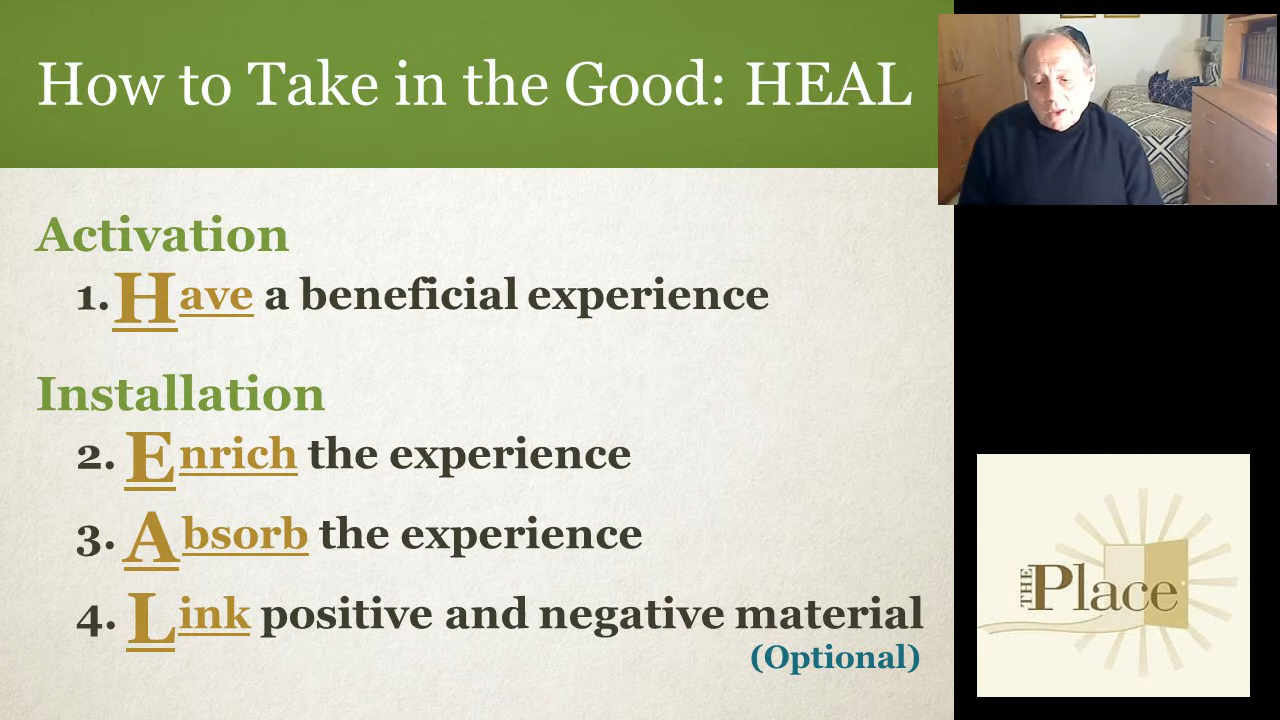 How to Take in the Good: HEAL
Activation
1. Have a beneficial experience
Installation
2. Enrich the experience
3. Absorb the experience
4. Link positive and negative material
(Optional)
THE Place